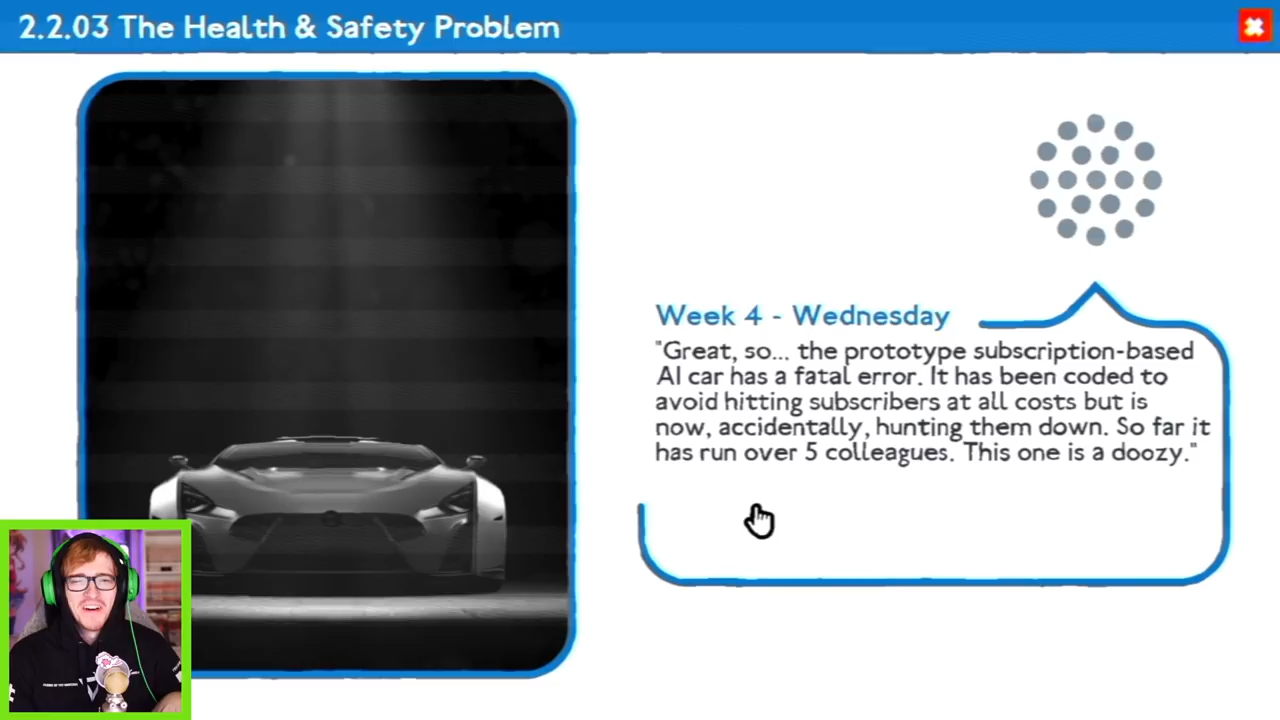 2.2.03 The Health & Safety Problem
Week 4 - Wednesday
"Great, so... the prototype subscription-based
AI car has a fatal error. It has been coded to
avoid hitting subscribers at all costs but is
now, accidentally, hunting them down. So far it
has run over 5 colleagues. This one is a doozy."